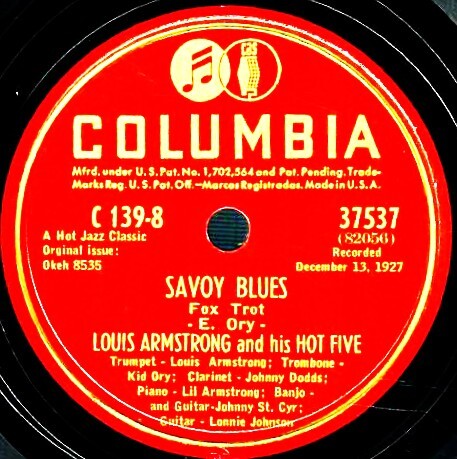 COLUMBIA
Mfrd. under U.S. Pat. No. 1,702,564 and Pat. Pending. Trade-
Marks Reg. U.S. Pat. Off.—Marcas Registradas. Made in U.S.A.
C 139-8
A Hot Jazz Classic
Orginal issue:
Okeh 8535
37537
(82056)
Recorded
December 13, 1927
SAVOY BLUES
Fox Trot
- E. Ory -
LOUIS ARMSTRONG and his HOT FIVE
Trumpet - Louis Armstrong; Trombone -
Kid Ory; Clarinet - Johnny Dodds;
Piano - Lil Armstrong; Banjo -
and Guitar-Johnny St. Cyr;
Guitar - Lonnie Johnson